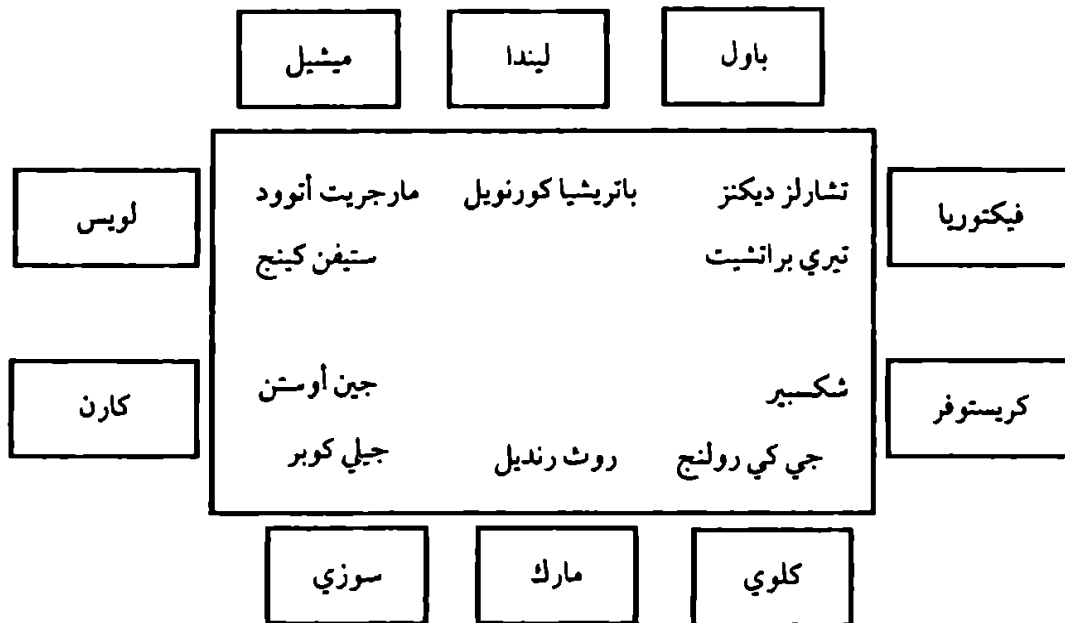 باول ليندا ميشيل
فيكتوريا تشارلز ديكنز باتريشيا كورنويل مارجريت أتوود لويس
تيري براتشيت ستيفن كينج
كريستوفر شكسبير جين أوستن كارن
جي كي رولنج روث رنديل جيلي كوبر
كلوي مارك سوزي